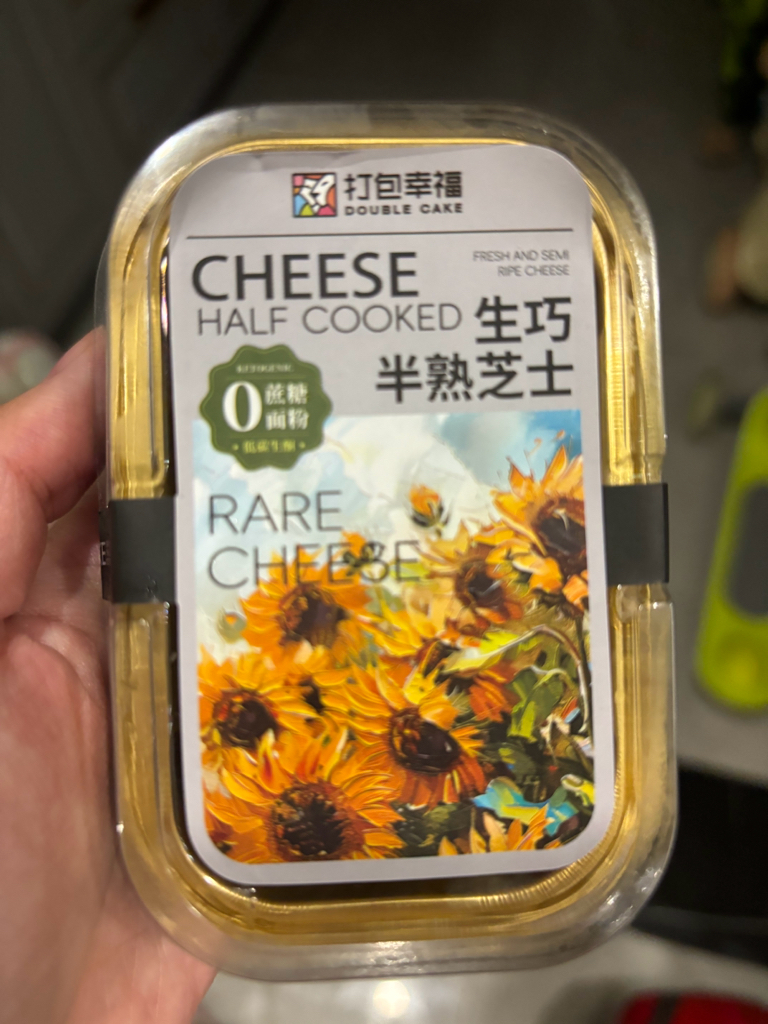 打包幸福
DOUBLE CAKE
CHEESE
FRESH AND SEMI
RIPE CHEESE
HALF COOKED
生巧
半熟芝士
KETOGENIC
0蔗糖
面粉
低碳生酮
RARE
CHEESE
E